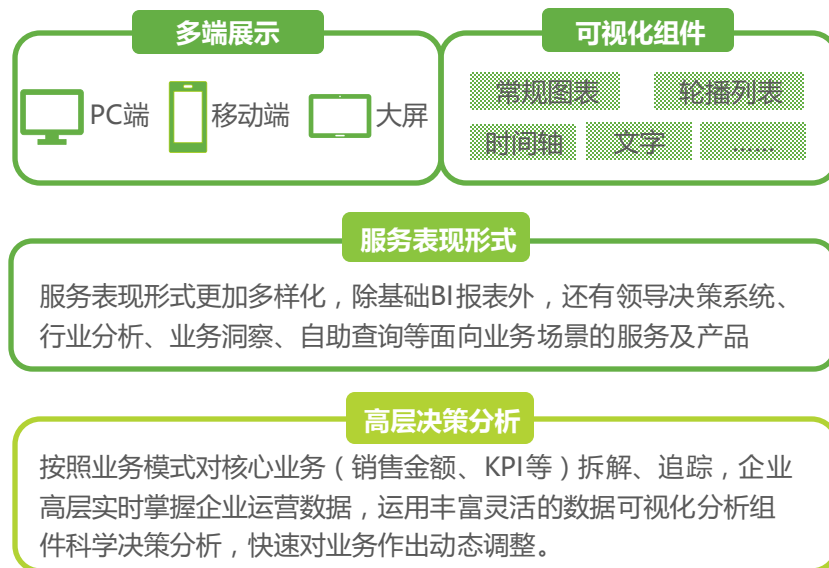 多端展示
PC端
移动端
大屏
可视化组件
常规图表
轮播列表
时间轴
文字
……
服务表现形式
服务表现形式更加多样化，除基础BI报表外，还有领导决策系统、
行业分析、业务洞察、自助查询等面向业务场景的服务及产品
高层决策分析
按照业务模式对核心业务（销售金额、KPI等）拆解、追踪，企业
高层实时掌握企业运营数据，运用丰富灵活的数据可视化分析组
件科学决策分析，快速对业务作出动态调整。